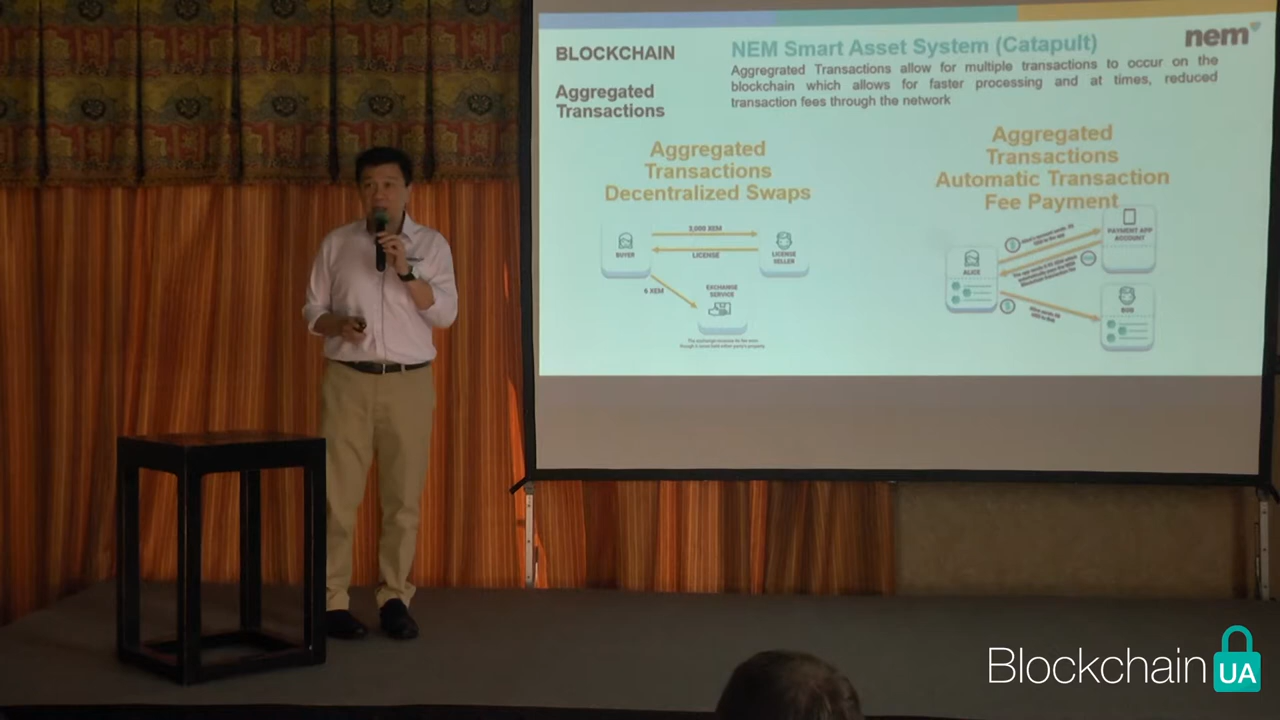 BLOCKCHAIN
Aggregated
Transactions
NEM Smart Asset System (Catapult)
Aggregrated Transactions allow for multiple transactions to occur on the
blockchain which allows for faster processing and at times, reduced
transaction fees through the network
nem
Aggregated
Transactions
Decentralized Swaps
BUYER
3,000 XEM
LICENSE
LICENSE
SELLER
6 XEM
EXCHANGE
SERVICE
Aggregated
Transactions
Automatic Transaction
Fee Payment
ALICE
PAYMENT APP
ACCOUNT
BOB
Blockchain UA